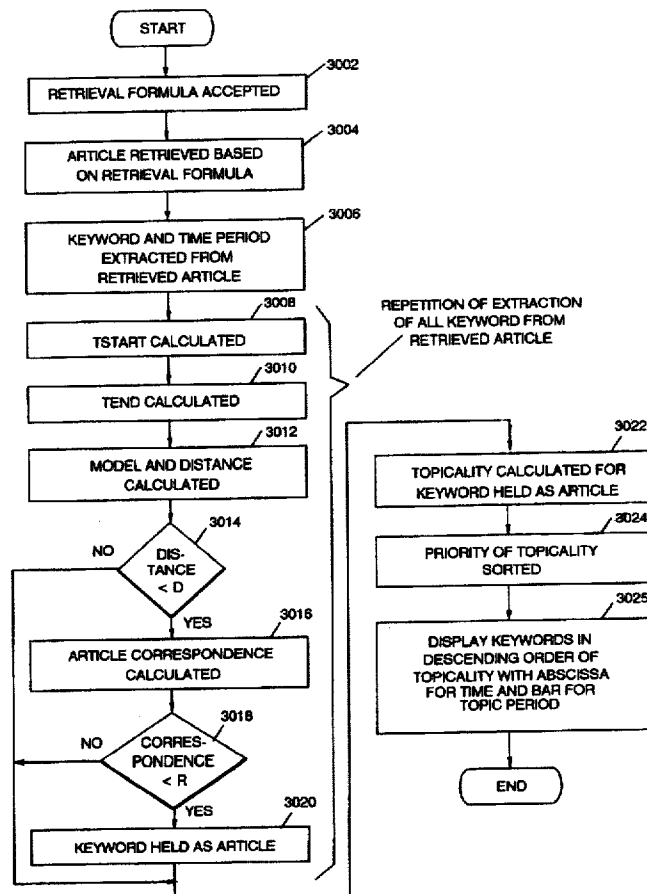 START
3002
RETRIEVAL FORMULA ACCEPTED
3004
ARTICLE RETRIEVED BASED
ON RETRIEVAL FORMULA
3006
KEYWORD AND TIME PERIOD
EXTRACTED FROM
RETRIEVED ARTICLE
3008
TSTART CALCULATED
3010
TEND CALCULATED
3012
MODEL AND DISTANCE
CALCULATED
3014
NO
DIS-
TANCE
< D
YES
3016
ARTICLE CORRESPONDENCE
CALCULATED
3018
NO
CORRES-
PONDENCE
< R
YES
3020
KEYWORD HELD AS ARTICLE
REPETITION OF EXTRACTION
OF ALL KEYWORD FROM
RETRIEVED ARTICLE
3022
TOPICALITY CALCULATED FOR
KEYWORD HELD AS ARTICLE
3024
PRIORITY OF TOPICALITY
SORTED
3025
DISPLAY KEYWORDS IN
DESCENDING ORDER OF
TOPICALITY WITH ABSCISSA
FOR TIME AND BAR FOR
TOPIC PERIOD
END